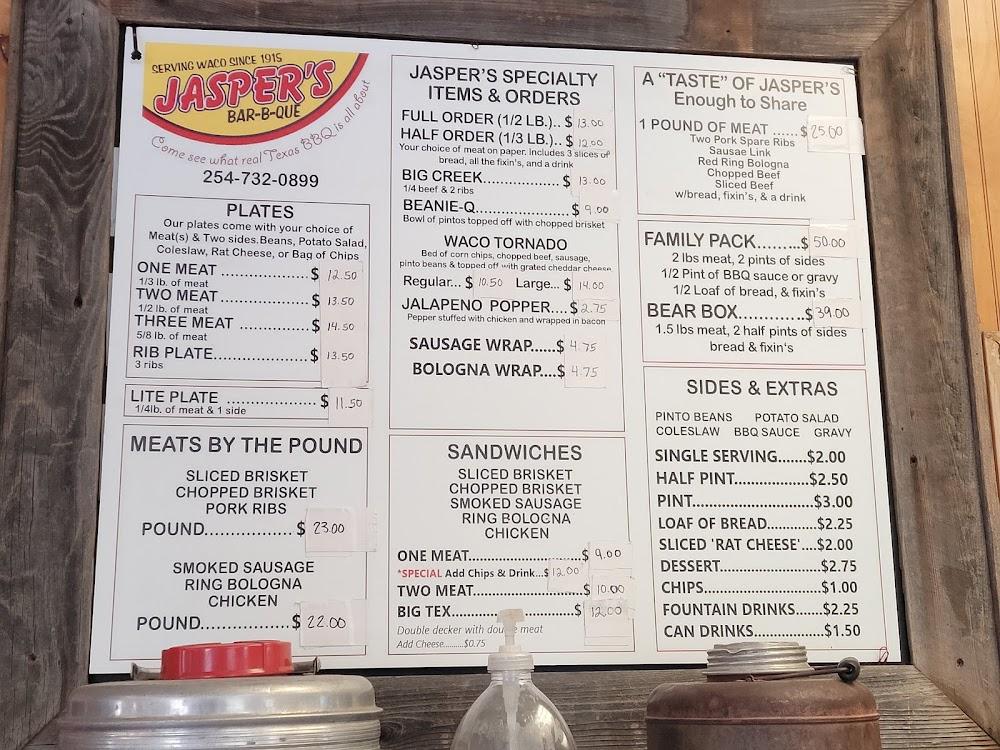 SERVING WACO SINCE 1915
JASPER'S
BAR-B-QUE
Come see what real Texas BBQ is all about
254-732-0899
PLATES
Our plates come with your choice of
Meat(s) & Two sides.Beans, Potato Salad,
Coleslaw, Rat Cheese, or Bag of Chips
ONE MEAT ................ $ 12.50
1/3 lb. of meat
TWO MEAT ................ $ 13.50
1/2 lb. of meat
THREE MEAT ............. $ 14.50
5/8 lb. of meat
RIB PLATE.................. $ 13.50
3 ribs
LITE PLATE .................. $ 11.50
1/4lb. of meat & 1 side
MEATS BY THE POUND
SLICED BRISKET
CHOPPED BRISKET
PORK RIBS
POUND................. $ 23.00
SMOKED SAUSAGE
RING BOLOGNA
CHICKEN
POUND................. $ 22.00
JASPER'S SPECIALTY
ITEMS & ORDERS
FULL ORDER (1/2 LB.).. $ 13.00
HALF ORDER (1/3 LB.).. $ 12.00
Your choice of meat on paper. Includes 3 slices of
bread, all the fixin's, and a drink
BIG CREEK................ $ 13.00
1/4 beef & 2 ribs
BEANIE-Q................... $ 9.00
Bowl of pintos topped off with chopped brisket
WACO TORNADO
Bed of corn chips, chopped beef, sausage,
pinto beans & topped off with grated cheddar cheese
Regular... $ 10.50 Large... $ 14.00
JALAPENO POPPER.... $ 2.75
Pepper stuffed with chicken and wrapped in bacon
SAUSAGE WRAP......$ 4.75
BOLOGNA WRAP....$ 4.75
SANDWICHES
SLICED BRISKET
CHOPPED BRISKET
SMOKED SAUSAGE
RING BOLOGNA
CHICKEN
ONE MEAT......................$ 9.00
*SPECIAL Add Chips & Drink...$ 12.00
TWO MEAT.....................$ 10.00
BIG TEX........................$ 12.00
Double decker with double meat
Add Cheese..........$0.75
A "TASTE" OF JASPER'S
Enough to Share
1 POUND OF MEAT ......$ 25.00
Two Pork Spare Ribs
Sausae Link
Red Ring Bologna
Chopped Beef
Sliced Beef
w/bread, fixin's, & a drink
FAMILY PACK.........$ 50.00
2 lbs meat, 2 pints of sides
1/2 Pint of BBQ sauce or gravy
1/2 Loaf of bread, & fixin's
BEAR BOX..............$ 39.00
1.5 lbs meat, 2 half pints of sides
bread & fixin's
SIDES & EXTRAS
PINTO BEANS POTATO SALAD
COLESLAW BBQ SAUCE GRAVY
SINGLE SERVING.......$2.00
HALF PINT..................$2.50
PINT...........................$3.00
LOAF OF BREAD..........$2.25
SLICED 'RAT CHEESE'....$2.00
DESSERT.....................$2.75
CHIPS.........................$1.00
FOUNTAIN DRINKS......$2.25
CAN DRINKS...............$1.50